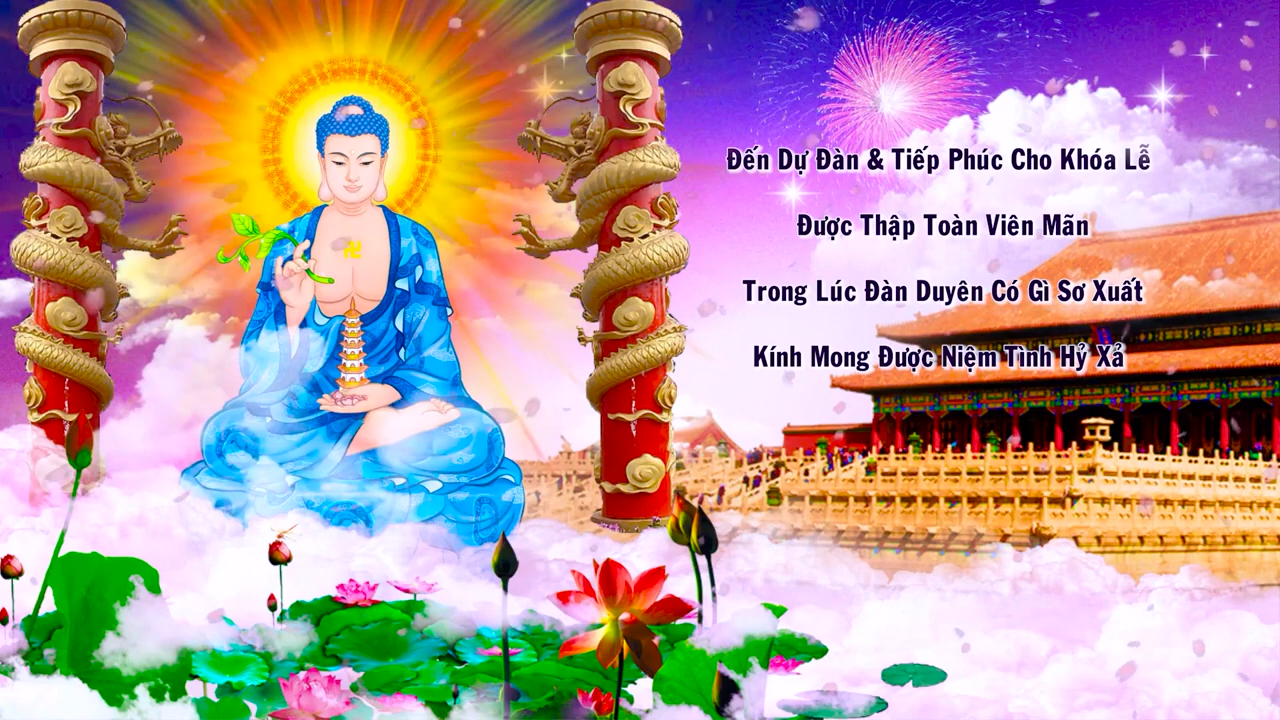 Đến Dự Đàn & Tiếp Phúc Cho Khóa Lễ
Được Thập Toàn Viên Mãn
Trong Lúc Đàn Duyên Có Gì Sơ Xuất
Kính Mong Được Niệm Tình Hỷ Xả